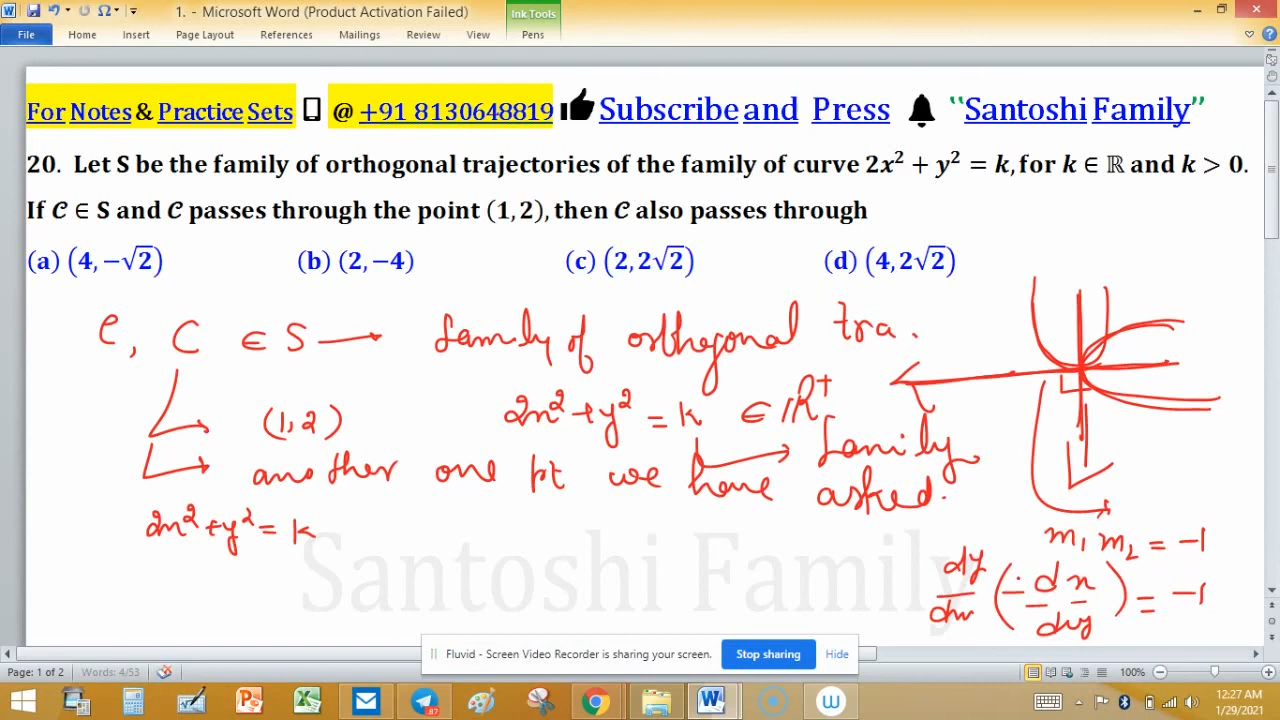 1. - Microsoft Word (Product Activation Failed)
Ink Tools
File Home Insert Page Layout References Mailings Review View Pens
For Notes & Practice Sets @ +91 8130648819 Subscribe and Press "Santoshi Family"
20. Let S be the family of orthogonal trajectories of the family of curve 2x² + y² = k, for k ∈ ℝ and k > 0.
If 𝒞 ∈ S and 𝒞 passes through the point (1, 2), then 𝒞 also passes through
(a) (4, −√2) (b) (2, −4) (c) (2, 2√2) (d) (4, 2√2)
e, C ∈ S → family of orthogonal tra.
(1, 2) 2x² + y² = k ∈ ℝ⁺
family
another one pt we have asked.
2x² + y² = k
m₁ m₂ = −1
dy/dx (− dx/dy) = −1
Santoshi Family
Fluvid - Screen Video Recorder is sharing your screen. Stop sharing Hide
Page: 1 of 2 Words: 4/53 100%
87
12:27 AM
1/29/2021